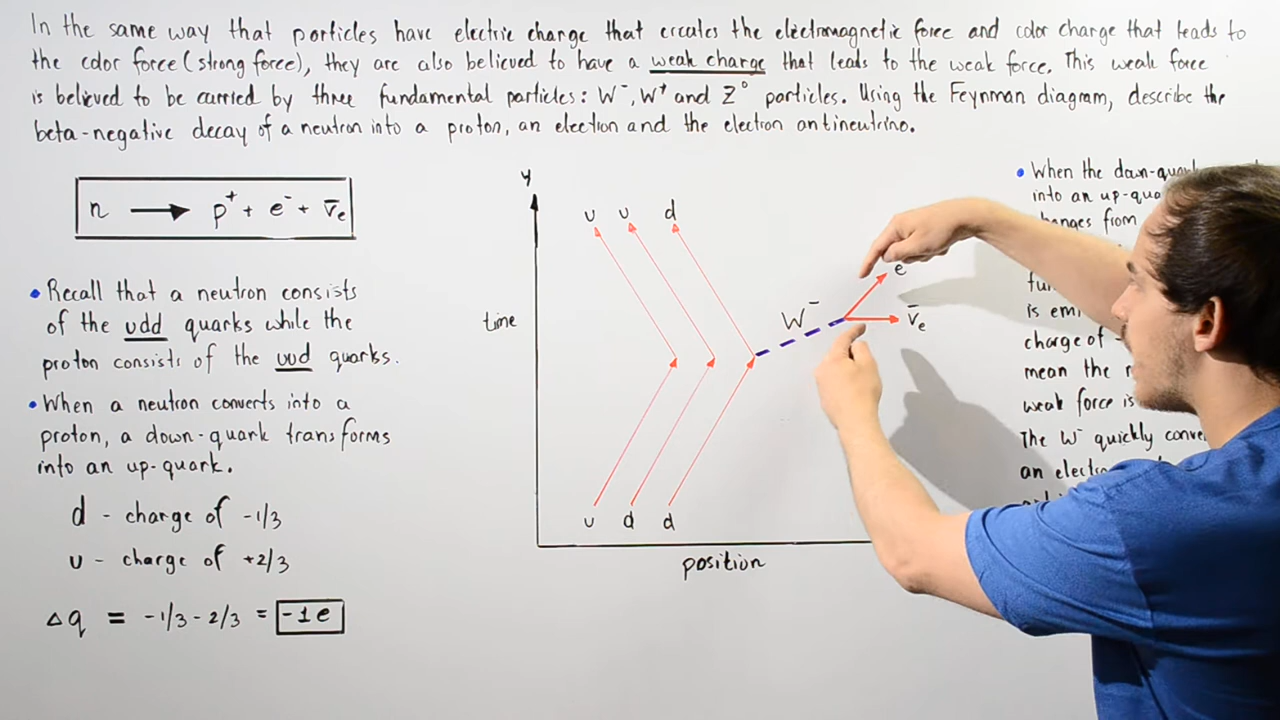 In the same way that particles have electric charge that creates the electromagnetic force and color charge that leads to
the color force (strong force), they are also believed to have a weak charge that leads to the weak force. This weak force
is believed to be carried by three fundamental particles: W⁻, W⁺ and Z⁰ particles. Using the Feynman diagram, describe the
beta-negative decay of a neutron into a proton, an electron and the electron antineutrino.
n → p⁺ + e⁻ + ν̅e
• Recall that a neutron consists
of the udd quarks while the
proton consists of the uud quarks.
• When a neutron converts into a
proton, a down-quark transforms
into an up-quark.
d - charge of -1/3
u - charge of +2/3
Δq = -1/3 - 2/3 = -1e
y
time
u u d
W⁻
e
ν̅e
u d d
position
• When the down-
into an up-
from
is
charge of
mean the
weak force is
The W⁻ quickly
an